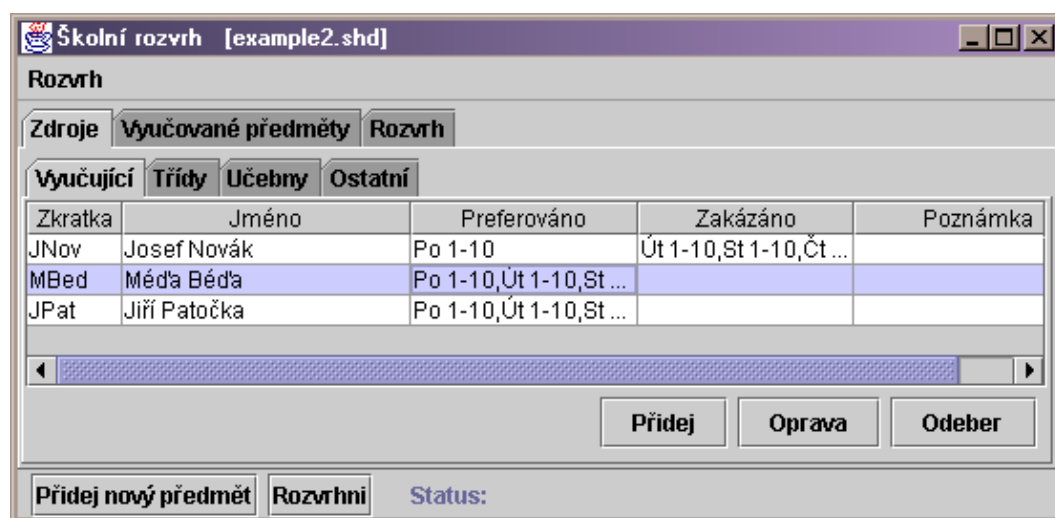 Školní rozvrh [example2.shd]
Rozvrh
Zdroje Vyučované předměty Rozvrh
Vyučující Třídy Učebny Ostatní
Zkratka Jméno Preferováno Zakázáno Poznámka
JNov Josef Novák Po 1-10 Út 1-10,St 1-10,Čt ...
MBed Méďa Béďa Po 1-10,Út 1-10,St ...
JPat Jiří Patočka Po 1-10,Út 1-10,St ...
Přidej Oprava Odeber
Přidej nový předmět Rozvrhni Status: